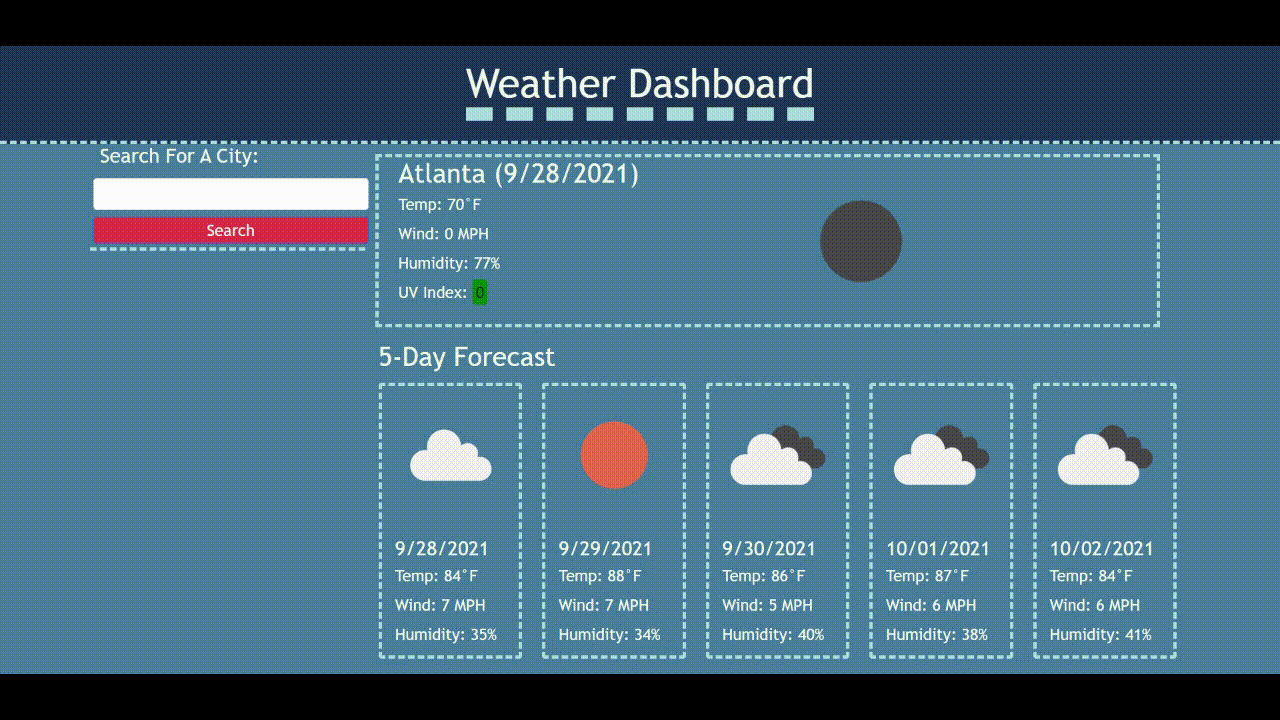 Weather Dashboard
Search For A City:
Search
Atlanta (9/28/2021)
Temp: 70°F
Wind: 0 MPH
Humidity: 77%
UV Index: 0
5-Day Forecast
9/28/2021
Temp: 84°F
Wind: 7 MPH
Humidity: 35%
9/29/2021
Temp: 88°F
Wind: 7 MPH
Humidity: 34%
9/30/2021
Temp: 86°F
Wind: 5 MPH
Humidity: 40%
10/01/2021
Temp: 87°F
Wind: 6 MPH
Humidity: 38%
10/02/2021
Temp: 84°F
Wind: 6 MPH
Humidity: 41%